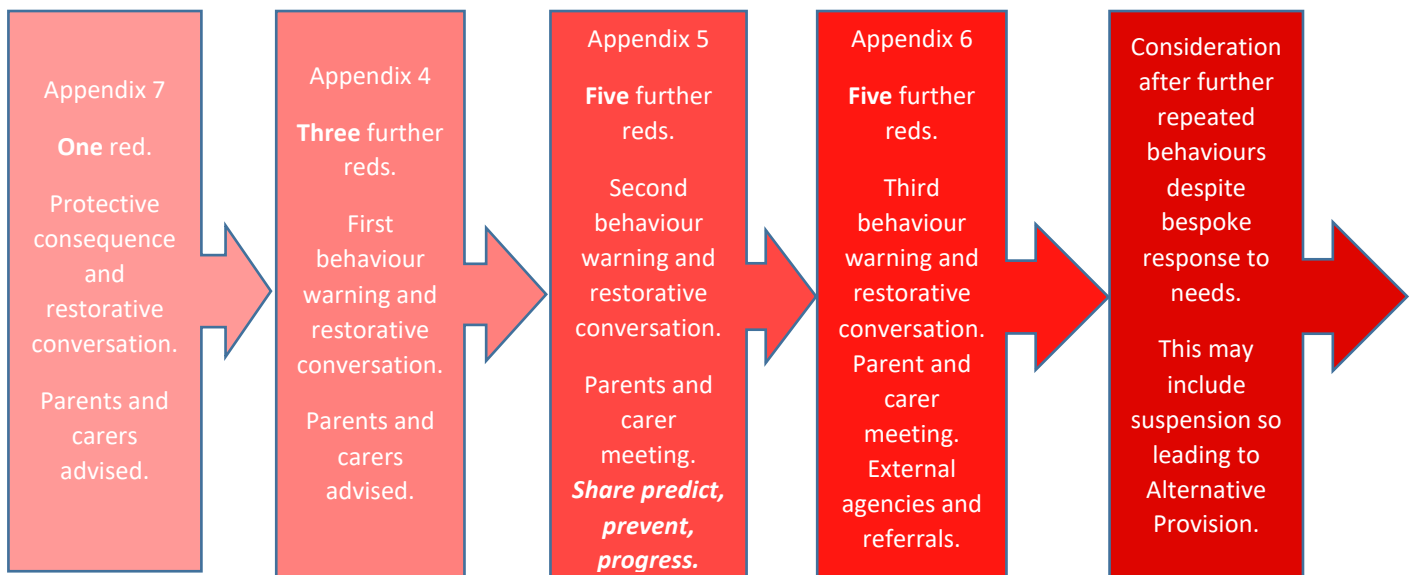 Appendix 7
One red.
Protective
consequence
and
restorative
conversation.
Parents and
carers
advised.
Appendix 4
Three further
reds.
First
behaviour
warning and
restorative
conversation.
Parents and
carers
advised.
Appendix 5
Five further
reds.
Second
behaviour
warning and
restorative
conversation.
Parents and
carer
meeting.
Share predict,
prevent,
progress.
Appendix 6
Five further
reds.
Third
behaviour
warning and
restorative
conversation.
Parent and
carer
meeting.
External
agencies and
referrals.
Consideration
after further
repeated
behaviours
despite
bespoke
response to
needs.
This may
include
suspension so
leading to
Alternative
Provision.